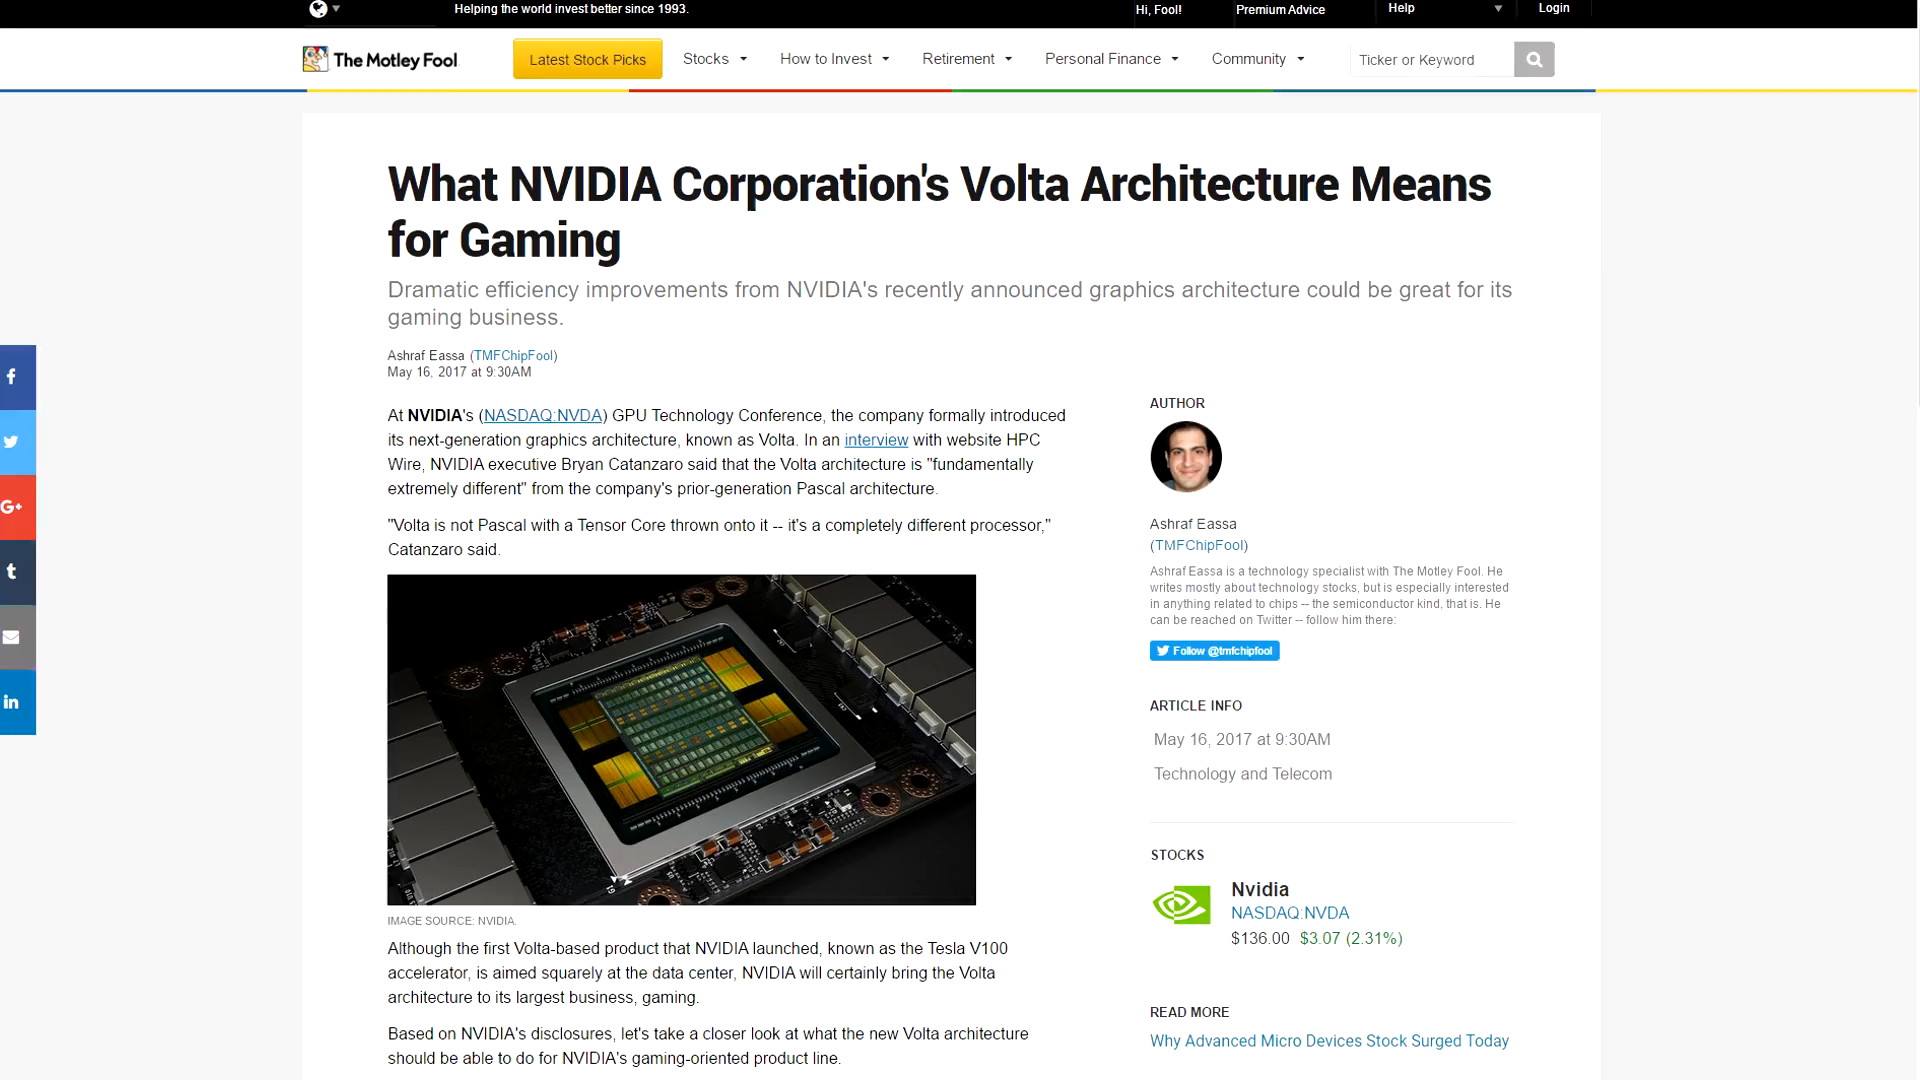 Helping the world invest better since 1993.
Hi, Fool!
Premium Advice
Help
Login
The Motley Fool
Latest Stock Picks
Stocks
How to Invest
Retirement
Personal Finance
Community
Ticker or Keyword
What NVIDIA Corporation's Volta Architecture Means
for Gaming
Dramatic efficiency improvements from NVIDIA's recently announced graphics architecture could be great for its
gaming business.
Ashraf Eassa (TMFChipFool)
May 16, 2017 at 9:30AM
At NVIDIA's (NASDAQ:NVDA) GPU Technology Conference, the company formally introduced
its next-generation graphics architecture, known as Volta. In an interview with website HPC
Wire, NVIDIA executive Bryan Catanzaro said that the Volta architecture is "fundamentally
extremely different" from the company's prior-generation Pascal architecture.
"Volta is not Pascal with a Tensor Core thrown onto it -- it's a completely different processor,"
Catanzaro said.
IMAGE SOURCE: NVIDIA.
Although the first Volta-based product that NVIDIA launched, known as the Tesla V100
accelerator, is aimed squarely at the data center, NVIDIA will certainly bring the Volta
architecture to its largest business, gaming.
Based on NVIDIA's disclosures, let's take a closer look at what the new Volta architecture
should be able to do for NVIDIA's gaming-oriented product line.
AUTHOR
Ashraf Eassa
(TMFChipFool)
Ashraf Eassa is a technology specialist with The Motley Fool. He
writes mostly about technology stocks, but is especially interested
in anything related to chips -- the semiconductor kind, that is. He
can be reached on Twitter -- follow him there:
Follow @tmfchipfool
ARTICLE INFO
May 16, 2017 at 9:30AM
Technology and Telecom
STOCKS
Nvidia
NASDAQ:NVDA
$136.00 $3.07 (2.31%)
READ MORE
Why Advanced Micro Devices Stock Surged Today